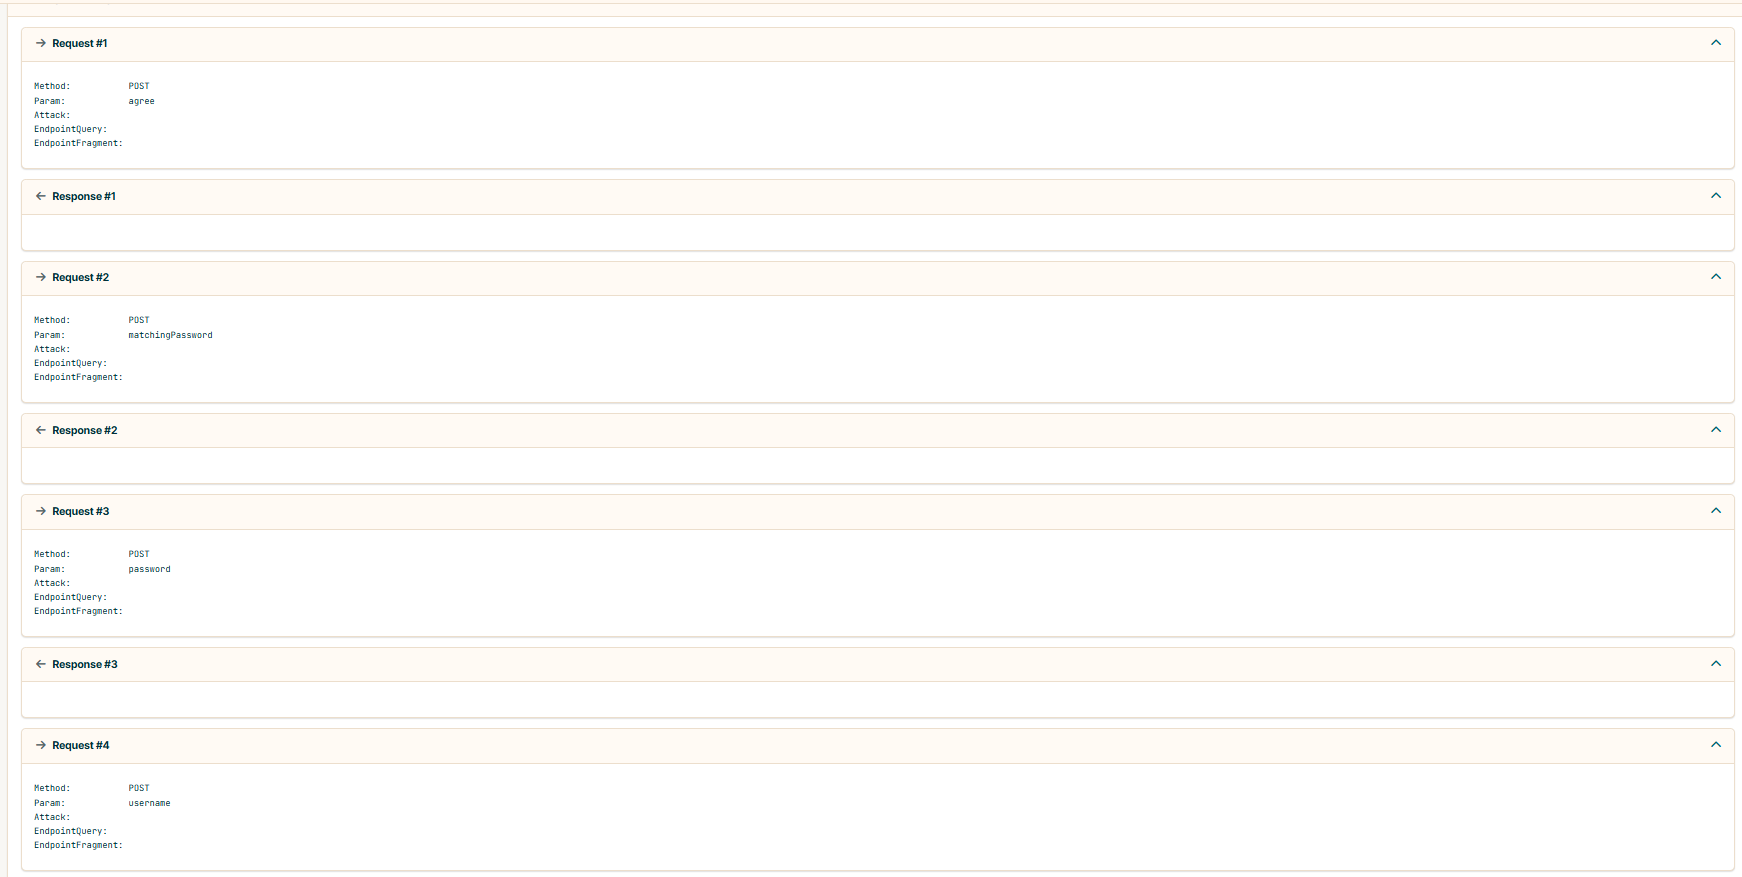 Request #1
Method: POST
Param: agree
Attack:
EndpointQuery:
EndpointFragment:
Response #1
Request #2
Method: POST
Param: matchingPassword
Attack:
EndpointQuery:
EndpointFragment:
Response #2
Request #3
Method: POST
Param: password
Attack:
EndpointQuery:
EndpointFragment:
Response #3
Request #4
Method: POST
Param: username
Attack:
EndpointQuery:
EndpointFragment: